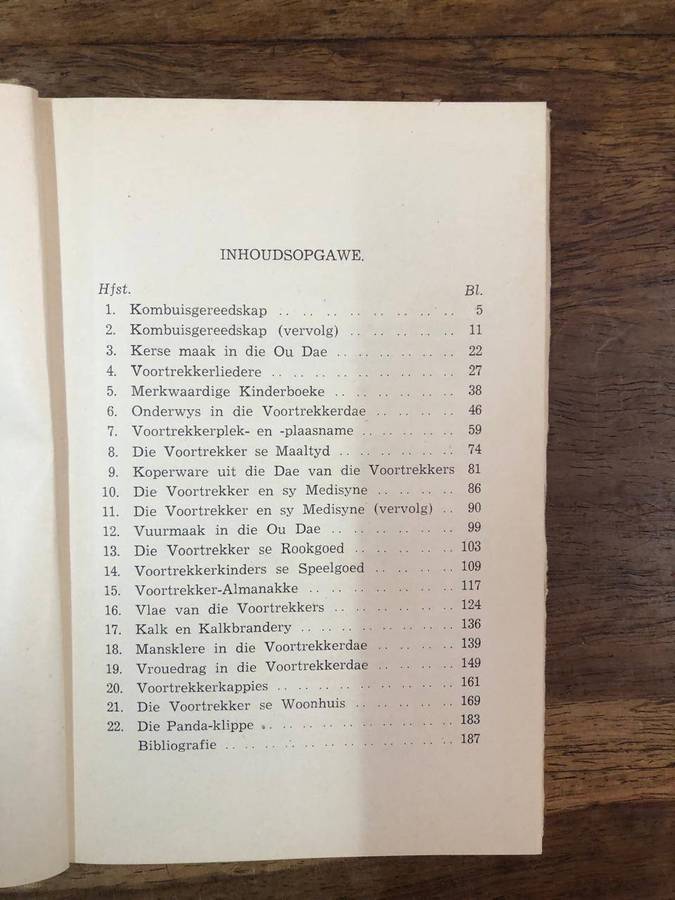 INHOUDSOPGAWE.
Hfst. Bl.
1. Kombuisgereedskap .. .. .. .. .. .. .. .. 5
2. Kombuisgereedskap (vervolg) .. .. .. .. .. 11
3. Kerse maak in die Ou Dae .. .. .. .. .. .. 22
4. Voortrekkerliedere .. .. .. .. .. .. .. .. .. 27
5. Merkwaardige Kinderboeke .. .. .. .. .. .. 38
6. Onderwys in die Voortrekkerdae .. .. .. .. 46
7. Voortrekkerplek- en -plaasname .. .. .. .. .. 59
8. Die Voortrekker se Maaltyd .. .. .. .. .. .. 74
9. Koperware uit die Dae van die Voortrekkers 81
10. Die Voortrekker en sy Medisyne .. .. .. .. 86
11. Die Voortrekker en sy Medisyne (vervolg) .. 90
12. Vuurmaak in die Ou Dae .. .. .. .. .. .. 99
13. Die Voortrekker se Rookgoed .. .. .. .. .. 103
14. Voortrekkerkinders se Speelgoed .. .. .. .. 109
15. Voortrekker-Almanakke .. .. .. .. .. .. 117
16. Vlae van die Voortrekkers .. .. .. .. .. .. 124
17. Kalk en Kalkbrandery .. .. .. .. .. .. .. .. 136
18. Mansklere in die Voortrekkerdae .. .. .. .. 139
19. Vrouedrag in die Voortrekkerdae .. .. .. .. 149
20. Voortrekkerkappies .. .. .. .. .. .. .. .. .. 161
21. Die Voortrekker se Woonhuis .. .. .. .. .. 169
22. Die Panda-klippe .. .. .. .. .. .. .. .. .. 183
Bibliografie .. .. .. .. .. .. .. .. .. .. .. 187